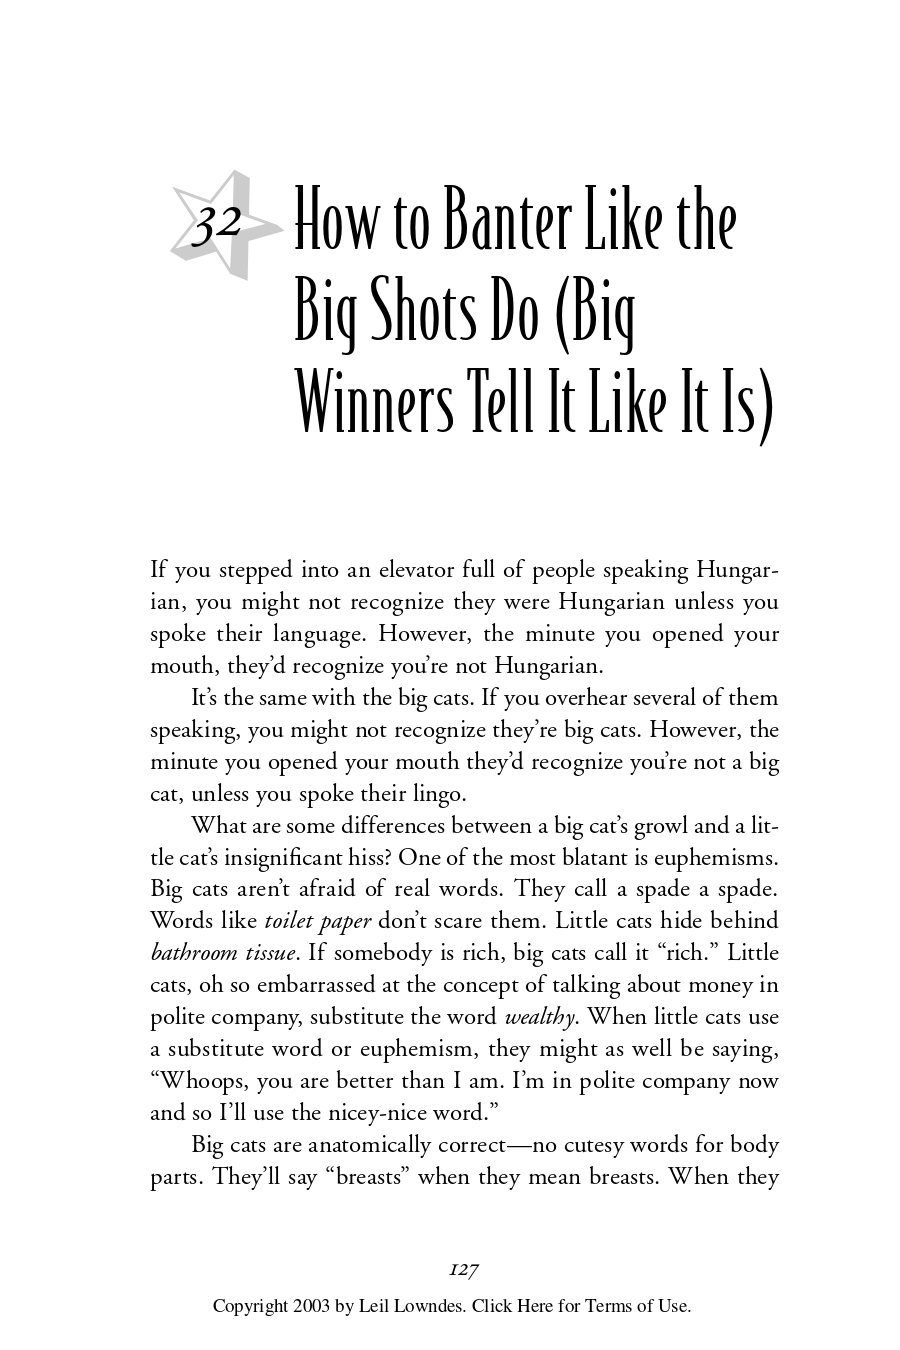 32
How to Banter Like the
Big Shots Do (Big
Winners Tell It Like It Is)
If you stepped into an elevator full of people speaking Hungar-
ian, you might not recognize they were Hungarian unless you
spoke their language. However, the minute you opened your
mouth, they’d recognize you’re not Hungarian.
It’s the same with the big cats. If you overhear several of them
speaking, you might not recognize they’re big cats. However, the
minute you opened your mouth they’d recognize you’re not a big
cat, unless you spoke their lingo.
What are some differences between a big cat’s growl and a lit-
tle cat’s insignificant hiss? One of the most blatant is euphemisms.
Big cats aren’t afraid of real words. They call a spade a spade.
Words like toilet paper don’t scare them. Little cats hide behind
bathroom tissue. If somebody is rich, big cats call it “rich.” Little
cats, oh so embarrassed at the concept of talking about money in
polite company, substitute the word wealthy. When little cats use
a substitute word or euphemism, they might as well be saying,
“Whoops, you are better than I am. I’m in polite company now
and so I’ll use the nicey-nice word.”
Big cats are anatomically correct—no cutesy words for body
parts. They’ll say “breasts” when they mean breasts. When they
127
Copyright 2003 by Leil Lowndes. Click Here for Terms of Use.